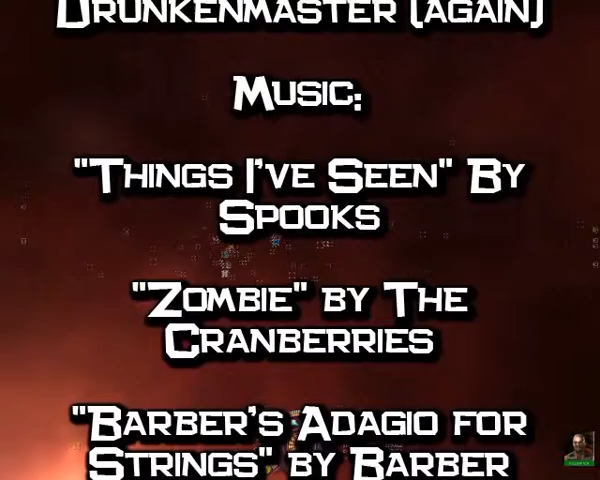 Drunkenmaster (again)
Music:
"Things I've Seen" By
Spooks
"Zombie" by The
Cranberries
"Barber's Adagio for
Strings" by Barber